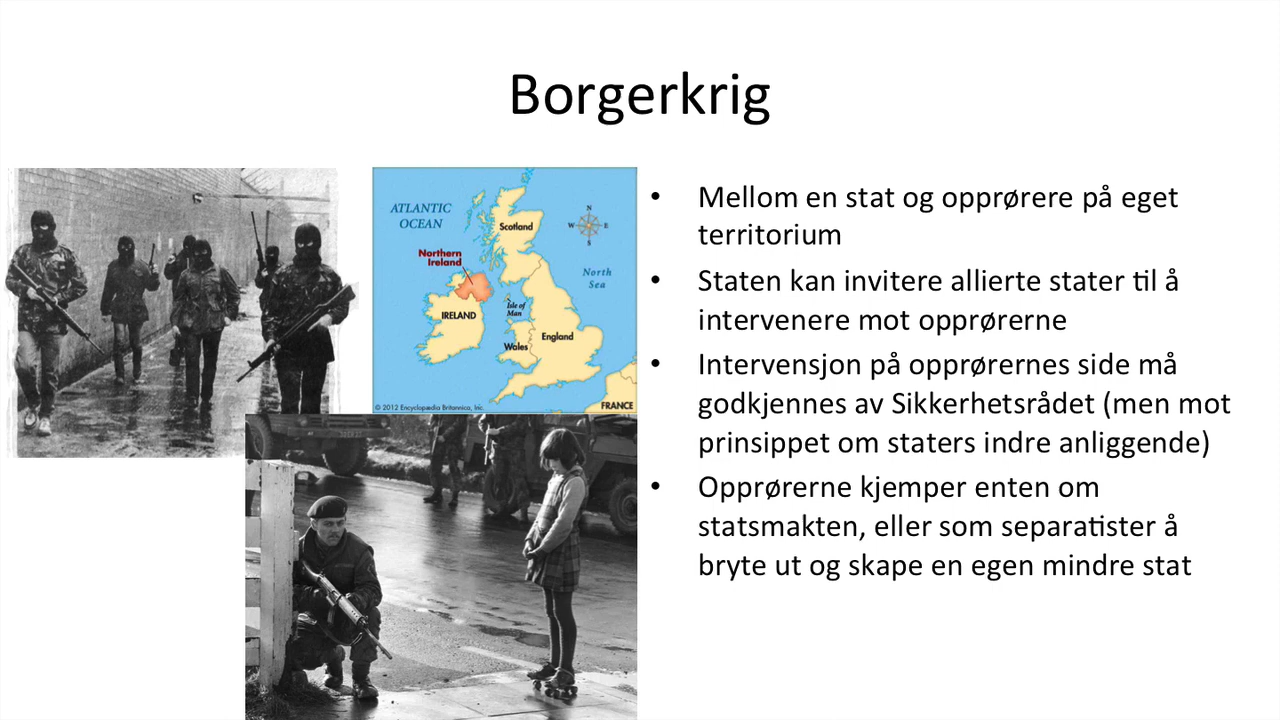 Borgerkrig
ATLANTIC
OCEAN
Scotland
N
W
E
S
Northern
Ireland
North
Sea
Isle of
Man
IRELAND
England
Wales
FRANCE
© 2012 Encyclopædia Britannica, Inc.
• Mellom en stat og opprørere på eget
territorium
• Staten kan invitere allierte stater til å
intervenere mot opprørerne
• Intervensjon på opprørernes side må
godkjennes av Sikkerhetsrådet (men mot
prinsippet om staters indre anliggende)
• Opprørerne kjemper enten om
statsmakten, eller som separatister å
bryte ut og skape en egen mindre stat